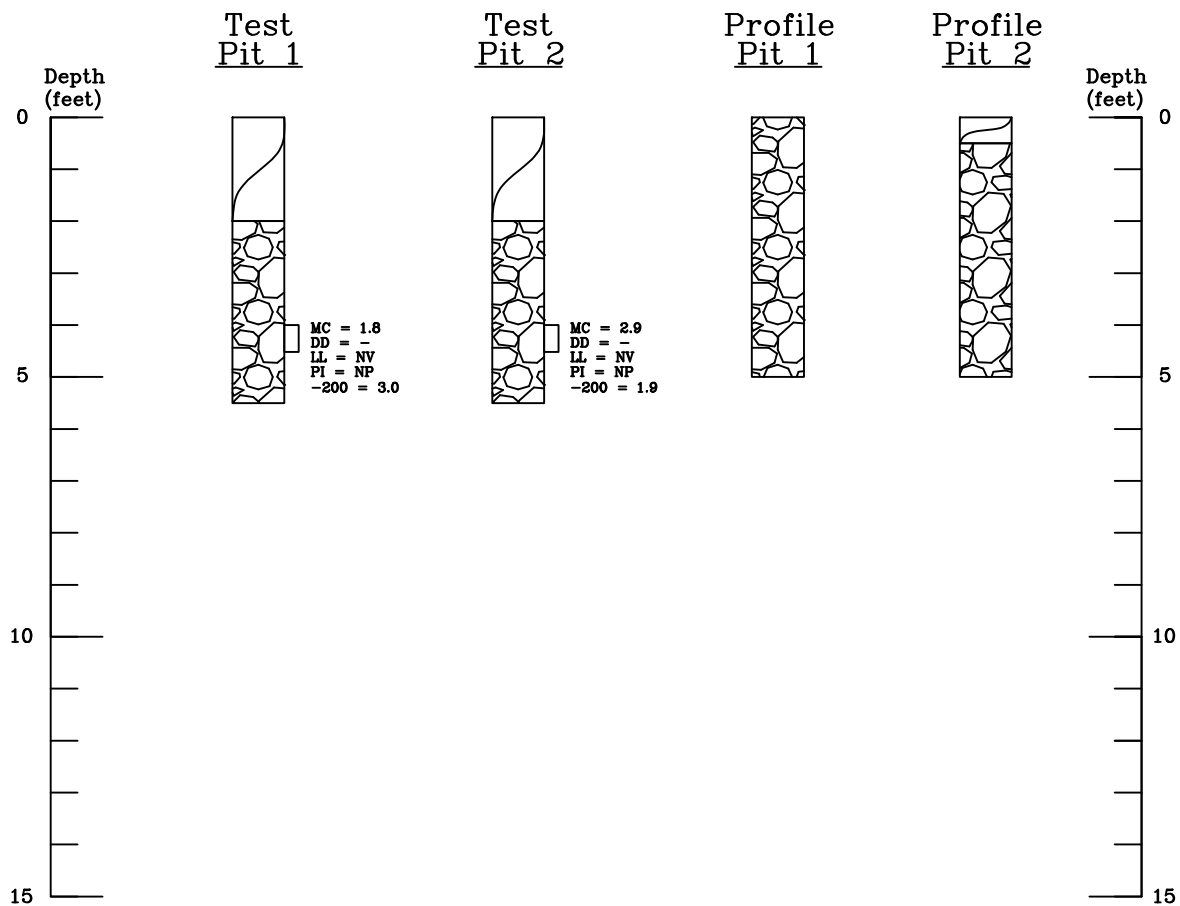 Test
Pit 1
Test
Pit 2
Profile
Pit 1
Profile
Pit 2
Depth
(feet)
0
5
10
15
MC = 1.8
DD = -
LL = NV
PI = NP
-200 = 3.0
MC = 2.9
DD = -
LL = NV
PI = NP
-200 = 1.9
Depth
(feet)
0
5
10
15